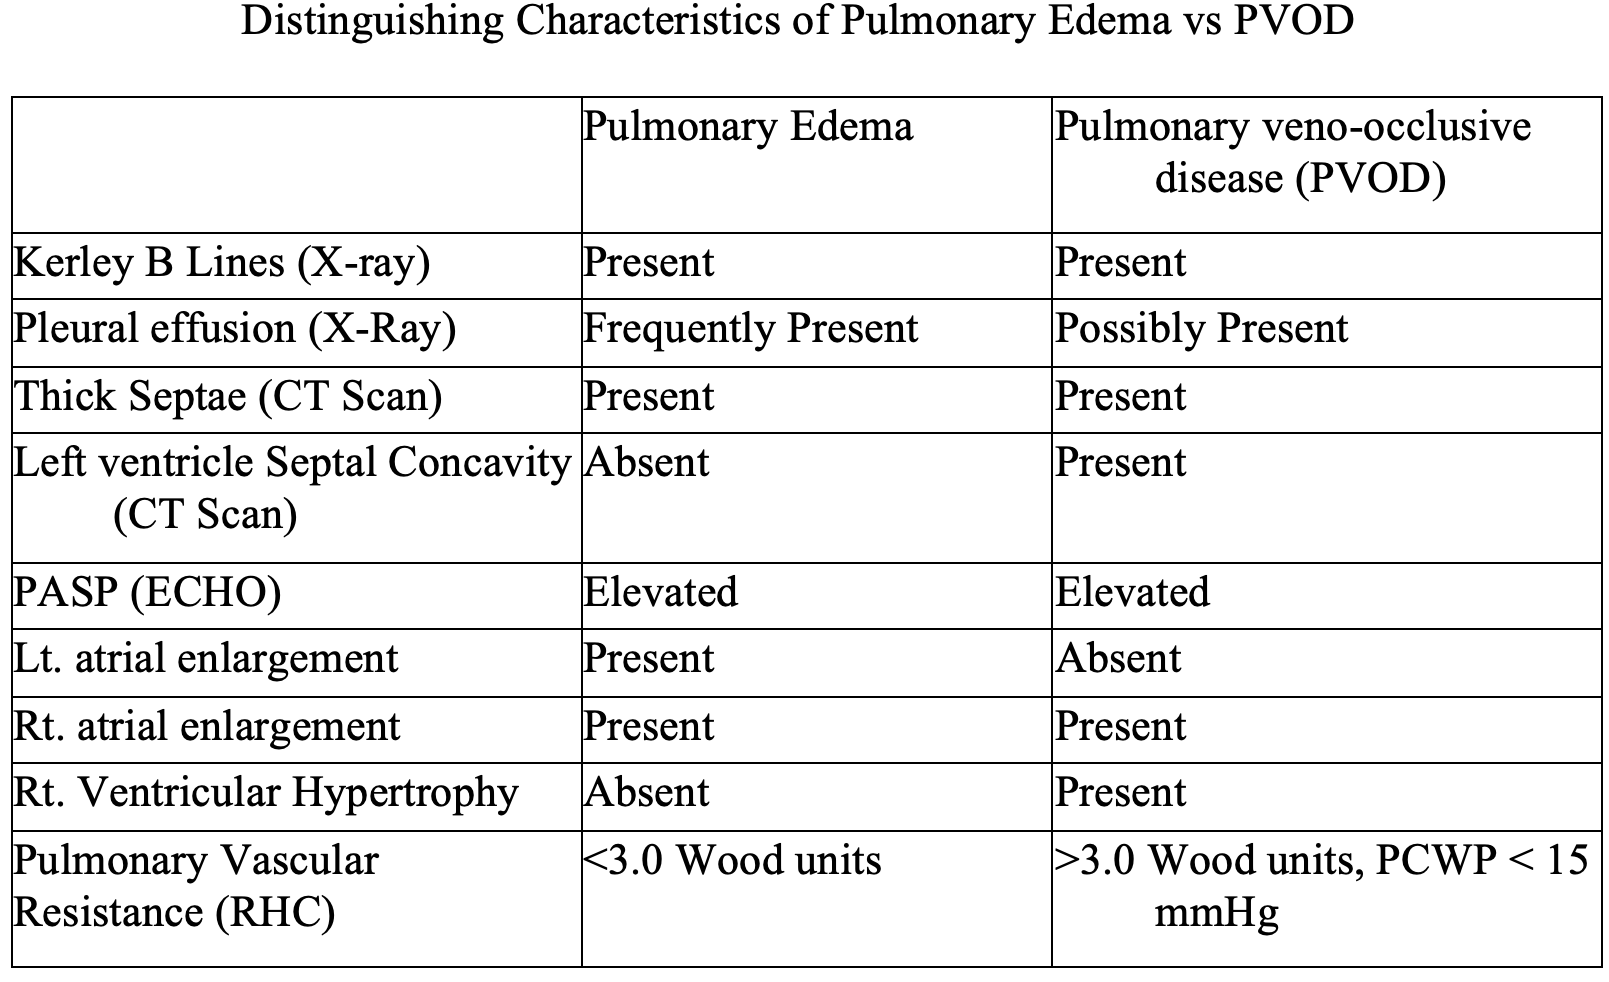 Distinguishing Characteristics of Pulmonary Edema vs PVOD
Pulmonary Edema
Pulmonary veno-occlusive
disease (PVOD)
Kerley B Lines (X-ray)
Present
Present
Pleural effusion (X-Ray)
Frequently Present
Possibly Present
Thick Septae (CT Scan)
Present
Present
Left ventricle Septal Concavity
(CT Scan)
Absent
Present
PASP (ECHO)
Elevated
Elevated
Lt. atrial enlargement
Present
Absent
Rt. atrial enlargement
Present
Present
Rt. Ventricular Hypertrophy
Absent
Present
Pulmonary Vascular
Resistance (RHC)
<3.0 Wood units
>3.0 Wood units, PCWP < 15
mmHg